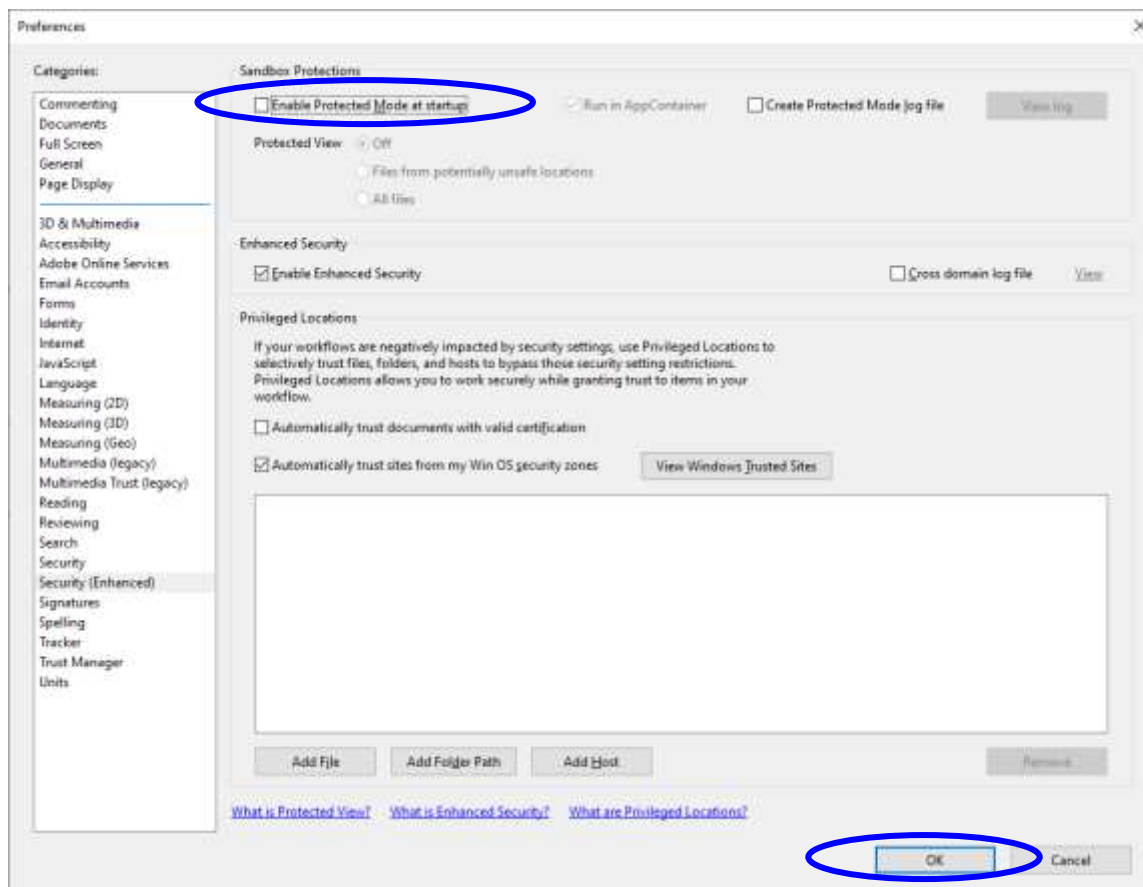 Preferences
Categories:
Commenting
Documents
Full Screen
General
Page Display
3D & Multimedia
Accessibility
Adobe Online Services
Email Accounts
Forms
Identity
Internet
JavaScript
Language
Measuring (2D)
Measuring (3D)
Measuring (Geo)
Multimedia (legacy)
Multimedia Trust (legacy)
Reading
Reviewing
Search
Security
Security (Enhanced)
Signatures
Spelling
Tracker
Trust Manager
Units
Sandbox Protections
Enable Protected Mode at startup Run in AppContainer Create Protected Mode log file View log
Protected View Off
Files from potentially unsafe locations
All files
Enhanced Security
Enable Enhanced Security Cross domain log file View
Privileged Locations
If your workflows are negatively impacted by security settings, use Privileged Locations to
selectively trust files, folders, and hosts to bypass those security setting restrictions.
Privileged Locations allows you to work securely while granting trust to items in your
workflow.
Automatically trust documents with valid certification
Automatically trust sites from my Win OS security zones View Windows Trusted Sites
Add File Add Folder Path Add Host Remove
What is Protected View? What is Enhanced Security? What are Privileged Locations?
OK Cancel